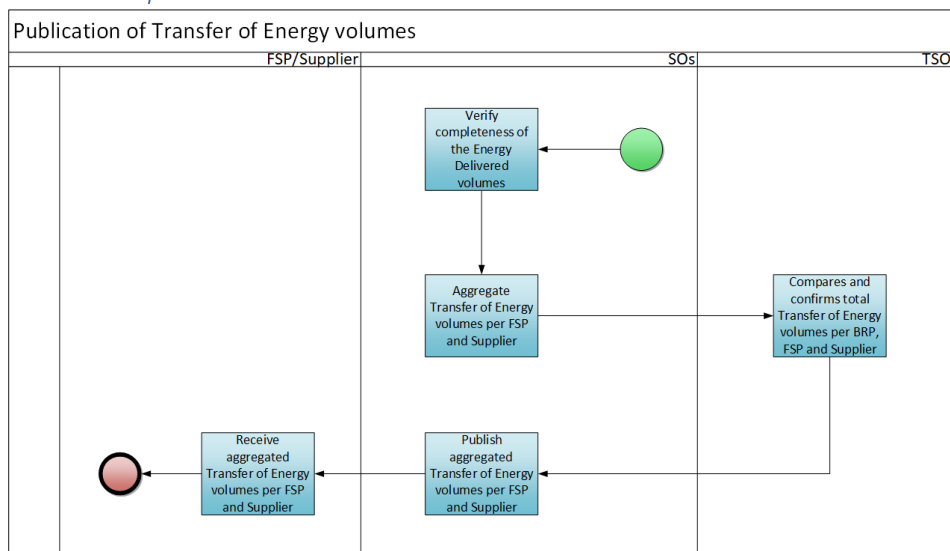 Publication of Transfer of Energy volumes
FSP/Supplier
SOs
TSO
Verify
completeness of
the Energy
Delivered
volumes
Aggregate
Transfer of Energy
volumes per FSP
and Supplier
Compares and
confirms total
Transfer of Energy
volumes per BRP,
FSP and Supplier
Receive
aggregated
Transfer of Energy
volumes per FSP
and Supplier
Publish
aggregated
Transfer of Energy
volumes per FSP
and Supplier